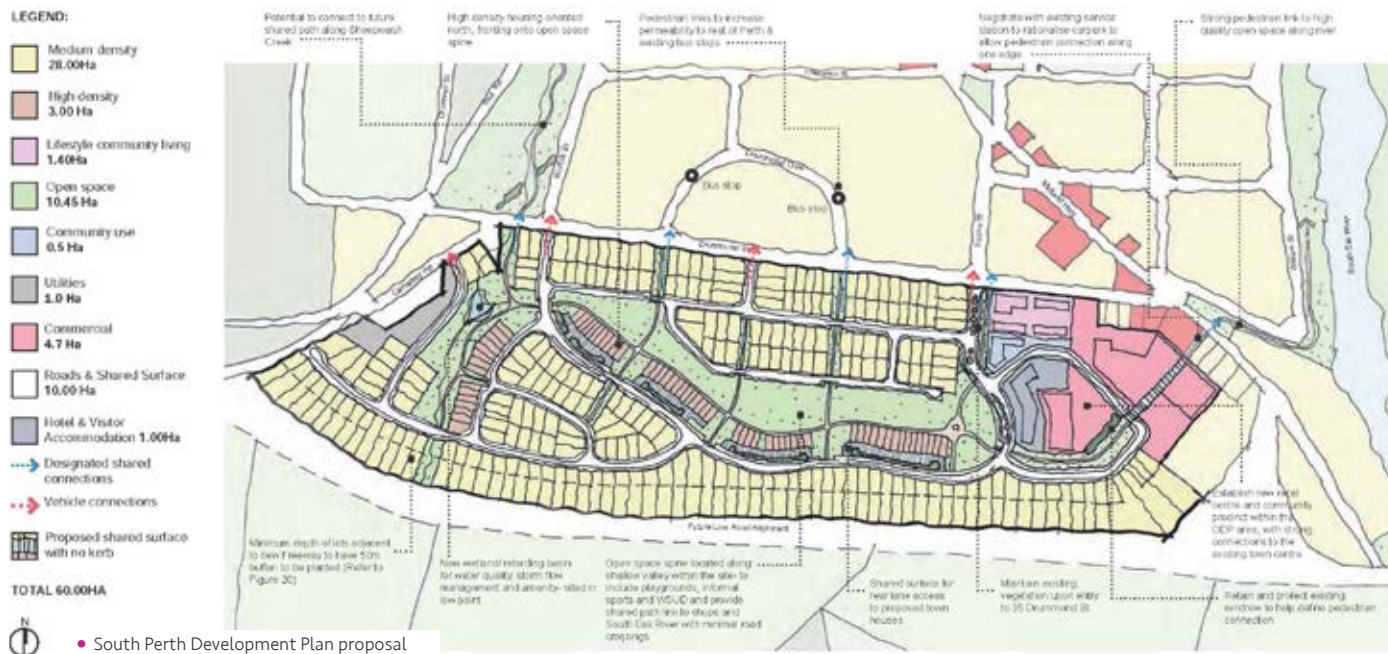 LEGEND:
Medium density
28.00Ha
High density
3.00 Ha
Lifestyle community living
1.40Ha
Open space
10.45 Ha
Community use
0.5 Ha
Utilities
1.0 Ha
Commercial
4.7 Ha
Roads & Shared Surface
10.00 Ha
Hotel & Visitor
Accommodation 1.00Ha
Designated shared
connections
Vehicle connections
Proposed shared surface
with no kerb
TOTAL 60.00HA
N
• South Perth Development Plan proposal
Potential to connect to future
shared path along Sheepwash
Creek
High density housing oriented
north, fronting onto open space
spine
Pedestrian links to increase
permeability to rest of Perth &
existing bus stops
Negotiate with existing service
station to rationalise carpark to
allow pedestrian connection along
one edge
Strong pedestrian link to high
quality open space along river
Bus stop
Bus stop
Drummond
Midland Hwy
South Esk River
Future Link Road Alignment
Minimum depth of lots adjacent
to new freeway to have 50m
buffer to be planted (Refer to
Figure 20)
New wetland/retarding basin
for water quality, storm flow
management and amenity
low point
Open space spine located along
shallow valley within the site- to
include playgrounds, informal
sports and WSUD and provide
shared path link to shops and
South Esk River with minimal road
crossings
Shared surface for
rear lane access
to proposed town
houses
Maintain existing
vegetation upon entry
to 35 Drummond St.
Establish new retail
centre and community
precinct within the
ODP area, with strong
connections to the
existing town centre
Retain and protect existing
windrow to help define pedestrian
connection